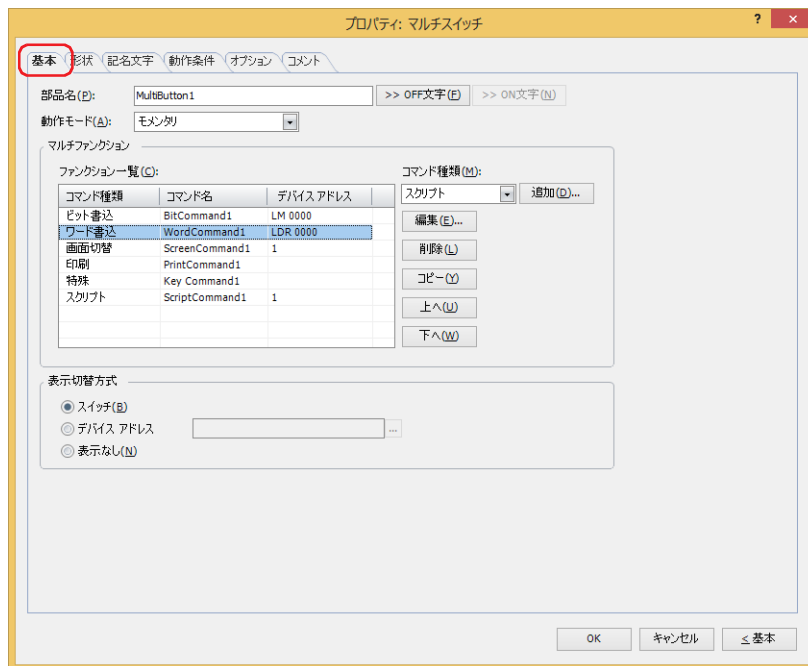 プロパティ: マルチスイッチ
? ×
基本 形状 記名文字 動作条件 オプション コメント
部品名(P): MultiButton1 >> OFF文字(F) >> ON文字(N)
動作モード(A): モメンタリ
マルチファンクション
ファンクション一覧(C): コマンド種類(M):
コマンド種類 コマンド名 デバイス アドレス スクリプト 追加(D)...
ビット書込 BitCommand1 LM 0000 編集(E)...
ワード書込 WordCommand1 LDR 0000
画面切替 ScreenCommand1 1 削除(L)
印刷 PrintCommand1
特殊 Key Command1 コピー(Y)
スクリプト ScriptCommand1 1
上へ(U)
下へ(W)
表示切替方式
スイッチ(B)
デバイス アドレス ...
表示なし(N)
OK キャンセル < 基本